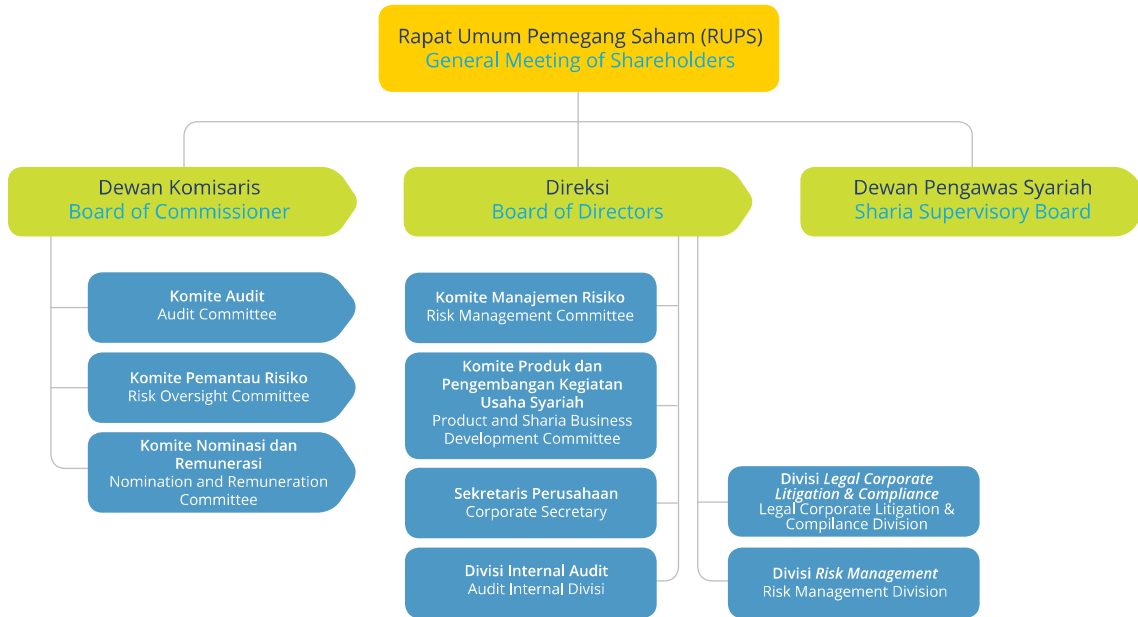 Rapat Umum Pemegang Saham (RUPS)
General Meeting of Shareholders
Dewan Komisaris
Board of Commissioner
Direksi
Board of Directors
Dewan Pengawas Syariah
Sharia Supervisory Board
Komite Audit
Audit Committee
Komite Pemantau Risiko
Risk Oversight Committee
Komite Nominasi dan
Remunerasi
Nomination and Remuneration
Committee
Komite Manajemen Risiko
Risk Management Committee
Komite Produk dan
Pengembangan Kegiatan
Usaha Syariah
Product and Sharia Business
Development Committee
Sekretaris Perusahaan
Corporate Secretary
Divisi Internal Audit
Audit Internal Divisi
Divisi Legal Corporate
Litigation & Compliance
Legal Corporate Litigation &
Compliance Division
Divisi Risk Management
Risk Management Division